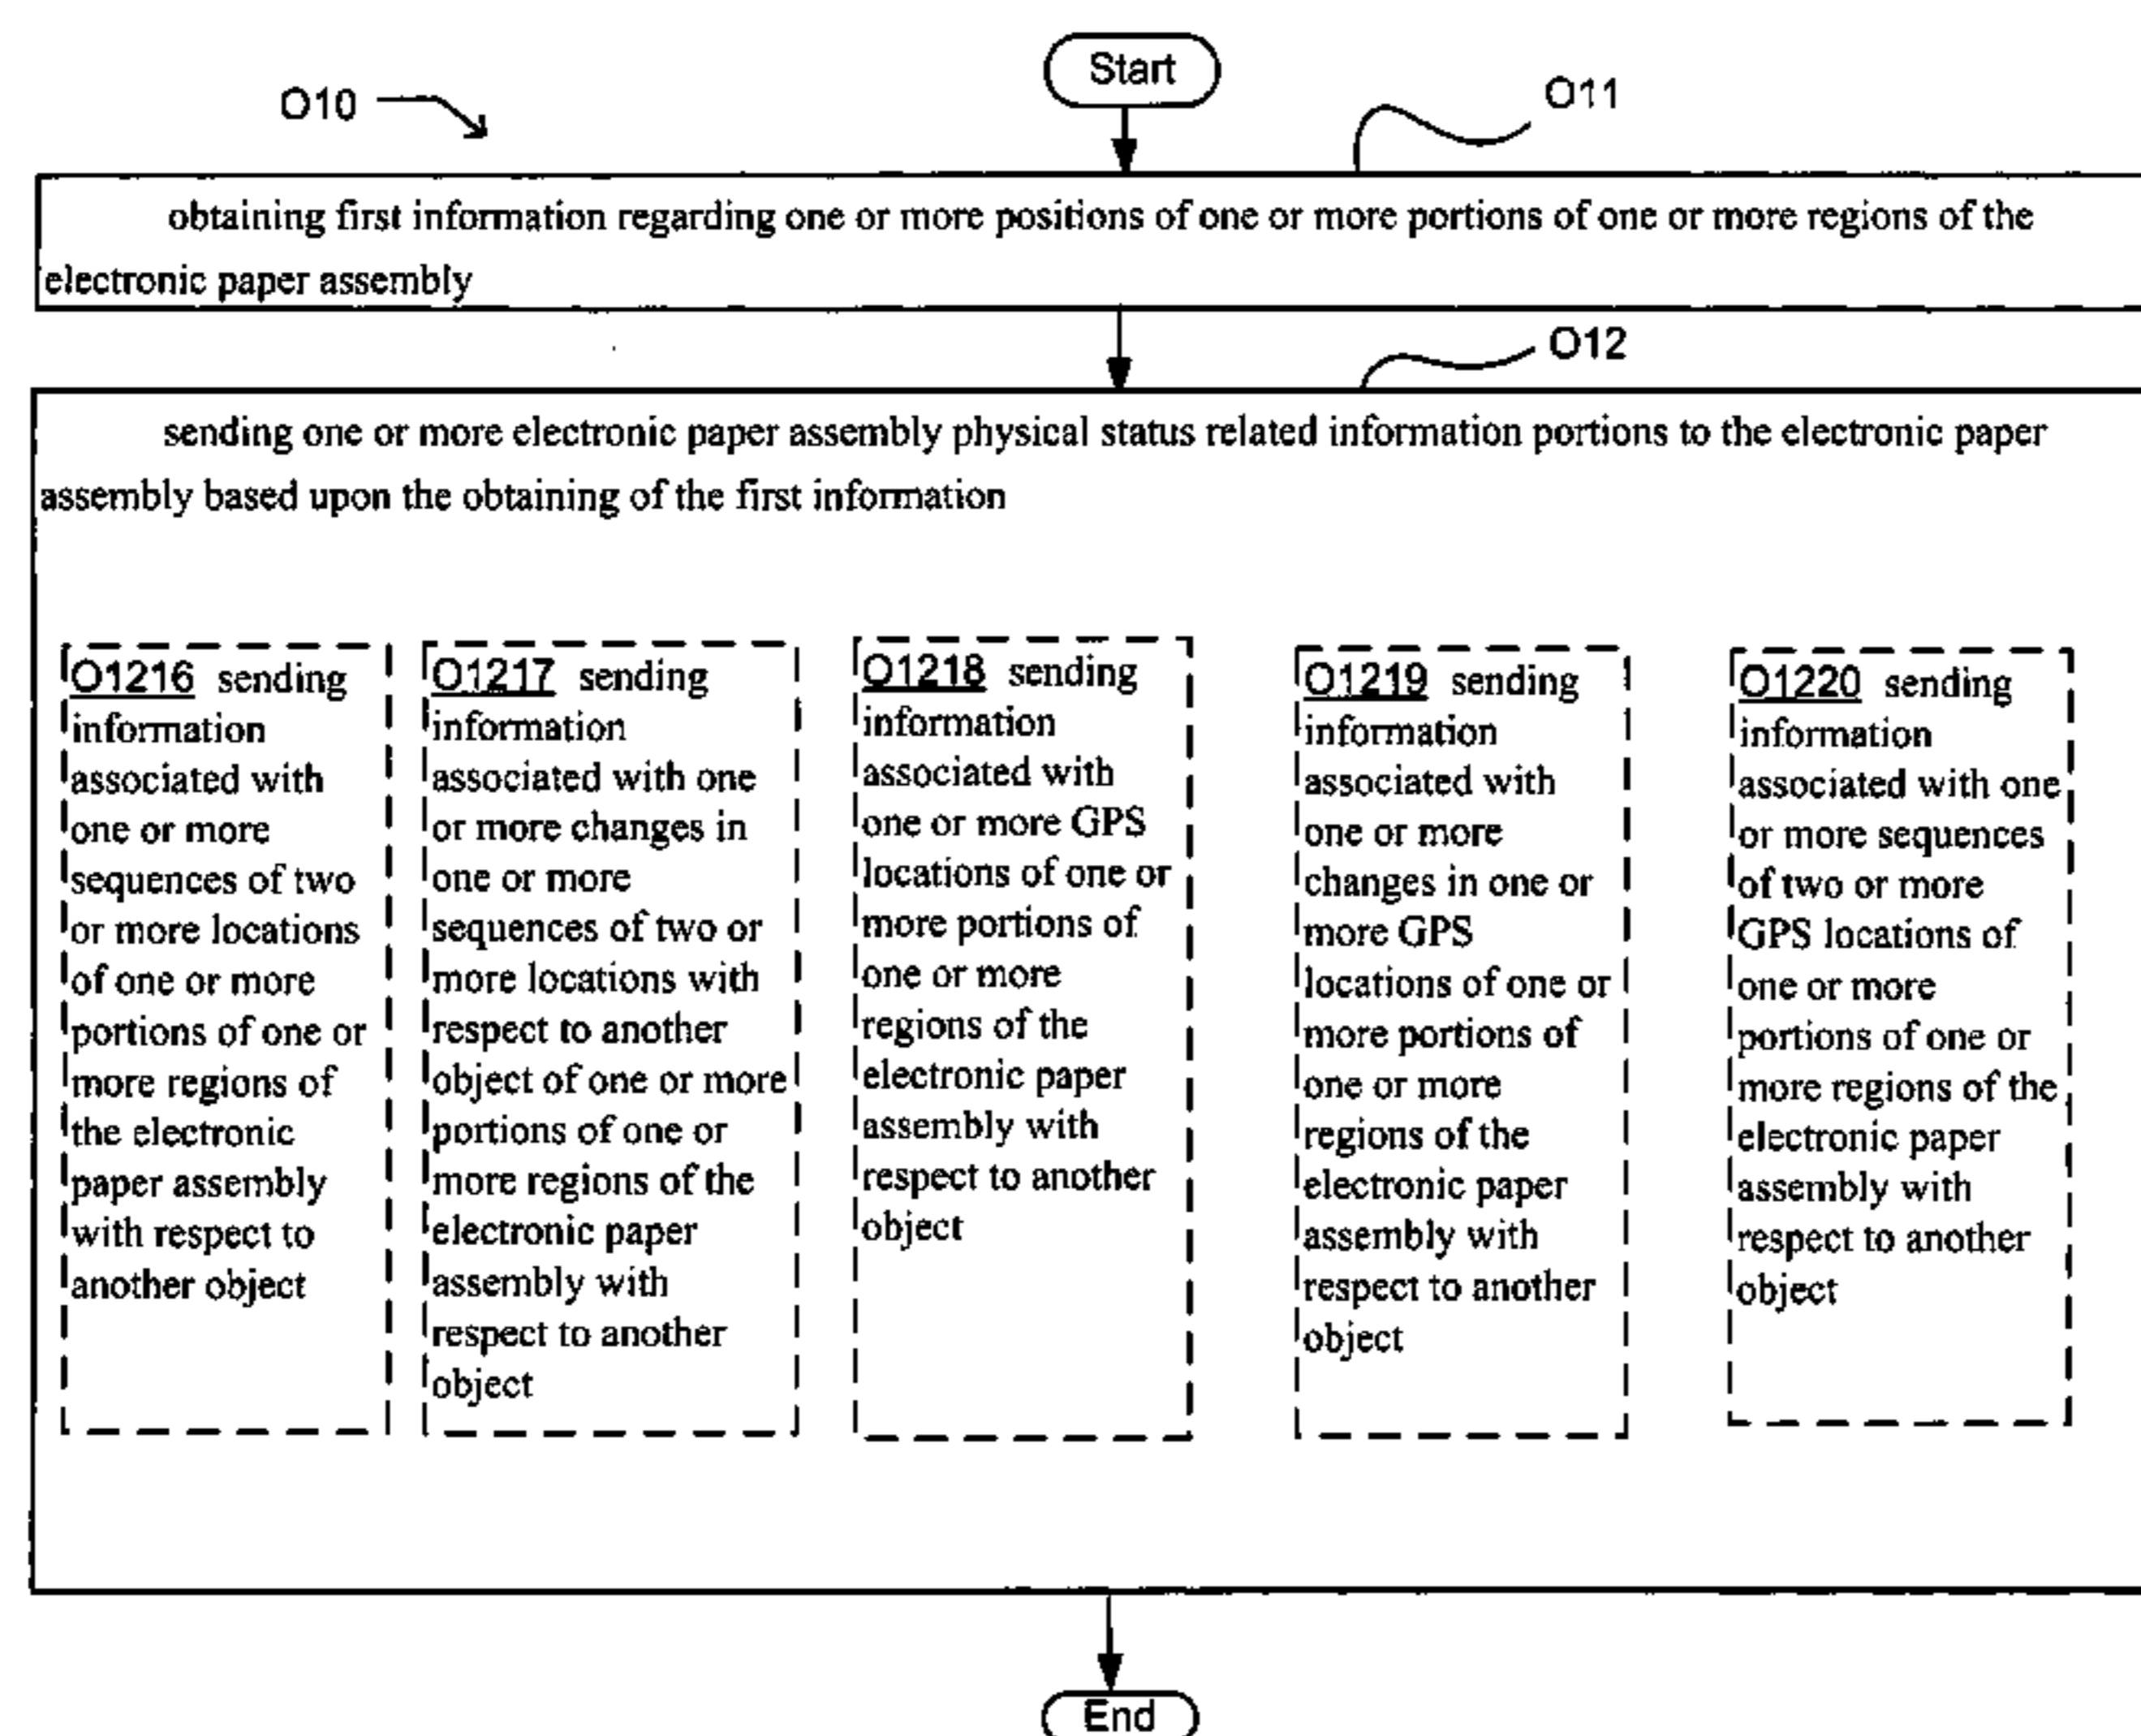 Start
O10
O11
obtaining first information regarding one or more positions of one or more portions of one or more regions of the
electronic paper assembly
O12
sending one or more electronic paper assembly physical status related information portions to the electronic paper
assembly based upon the obtaining of the first information
O1216 sending
information
associated with
one or more
sequences of two
or more locations
of one or more
portions of one or
more regions of
the electronic
paper assembly
with respect to
another object
O1217 sending
information
associated with one
or more changes in
one or more
sequences of two or
more locations with
respect to another
object of one or more
portions of one or
more regions of the
electronic paper
assembly with
respect to another
object
O1218 sending
information
associated with
one or more GPS
locations of one or
more portions of
one or more
regions of the
electronic paper
assembly with
respect to another
object
O1219 sending
information
associated with
one or more
changes in one or
more GPS
locations of one or
more portions of
one or more
regions of the
electronic paper
assembly with
respect to another
object
O1220 sending
information
associated with one
or more sequences
of two or more
GPS locations of
one or more
portions of one or
more regions of the
electronic paper
assembly with
respect to another
object
End